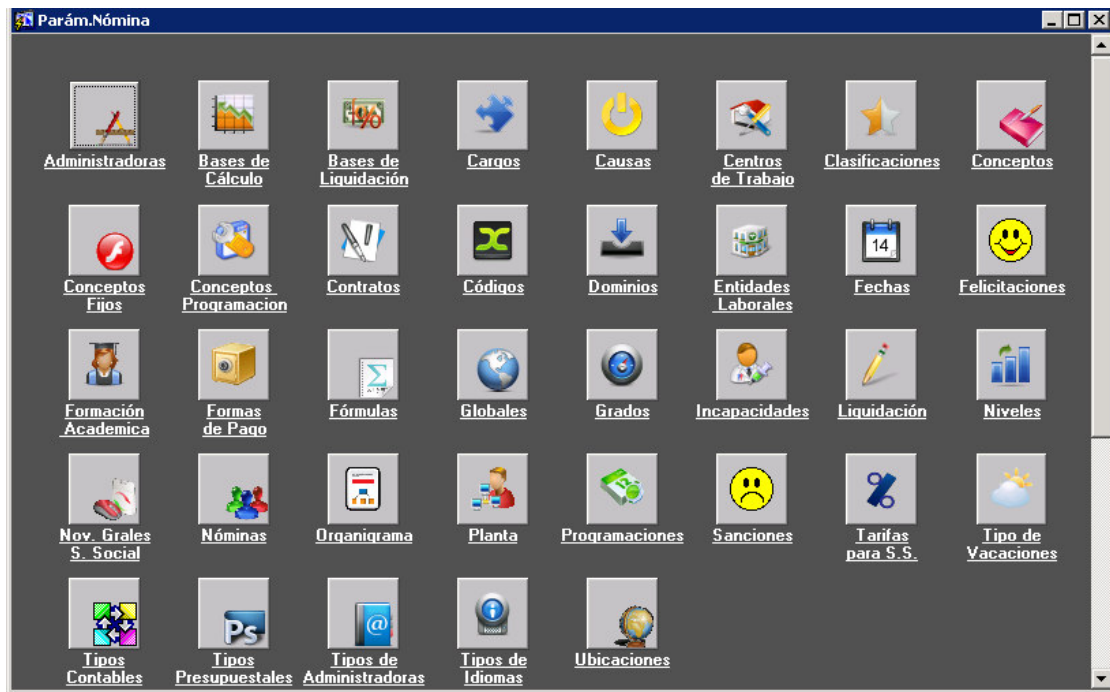 Parám.Nómina
Administradoras
Bases de
Cálculo
Bases de
Liquidación
Cargos
Causas
Centros
de Trabajo
Clasificaciones
Conceptos
Conceptos
Fijos
Conceptos
Programacion
Contratos
Códigos
Dominios
Entidades
Laborales
14
Fechas
Felicitaciones
Formación
Academica
Formas
de Pago
Σ
Fórmulas
Globales
Grados
Incapacidades
Liquidación
Niveles
Nov. Grales
S. Social
Nóminas
Organigrama
Planta
Programaciones
Sanciones
Tarifas
para S.S.
Tipo de
Vacaciones
Tipos
Contables
Ps
Tipos
Presupuestales
@
Tipos de
Administradoras
Tipos de
Idiomas
Ubicaciones